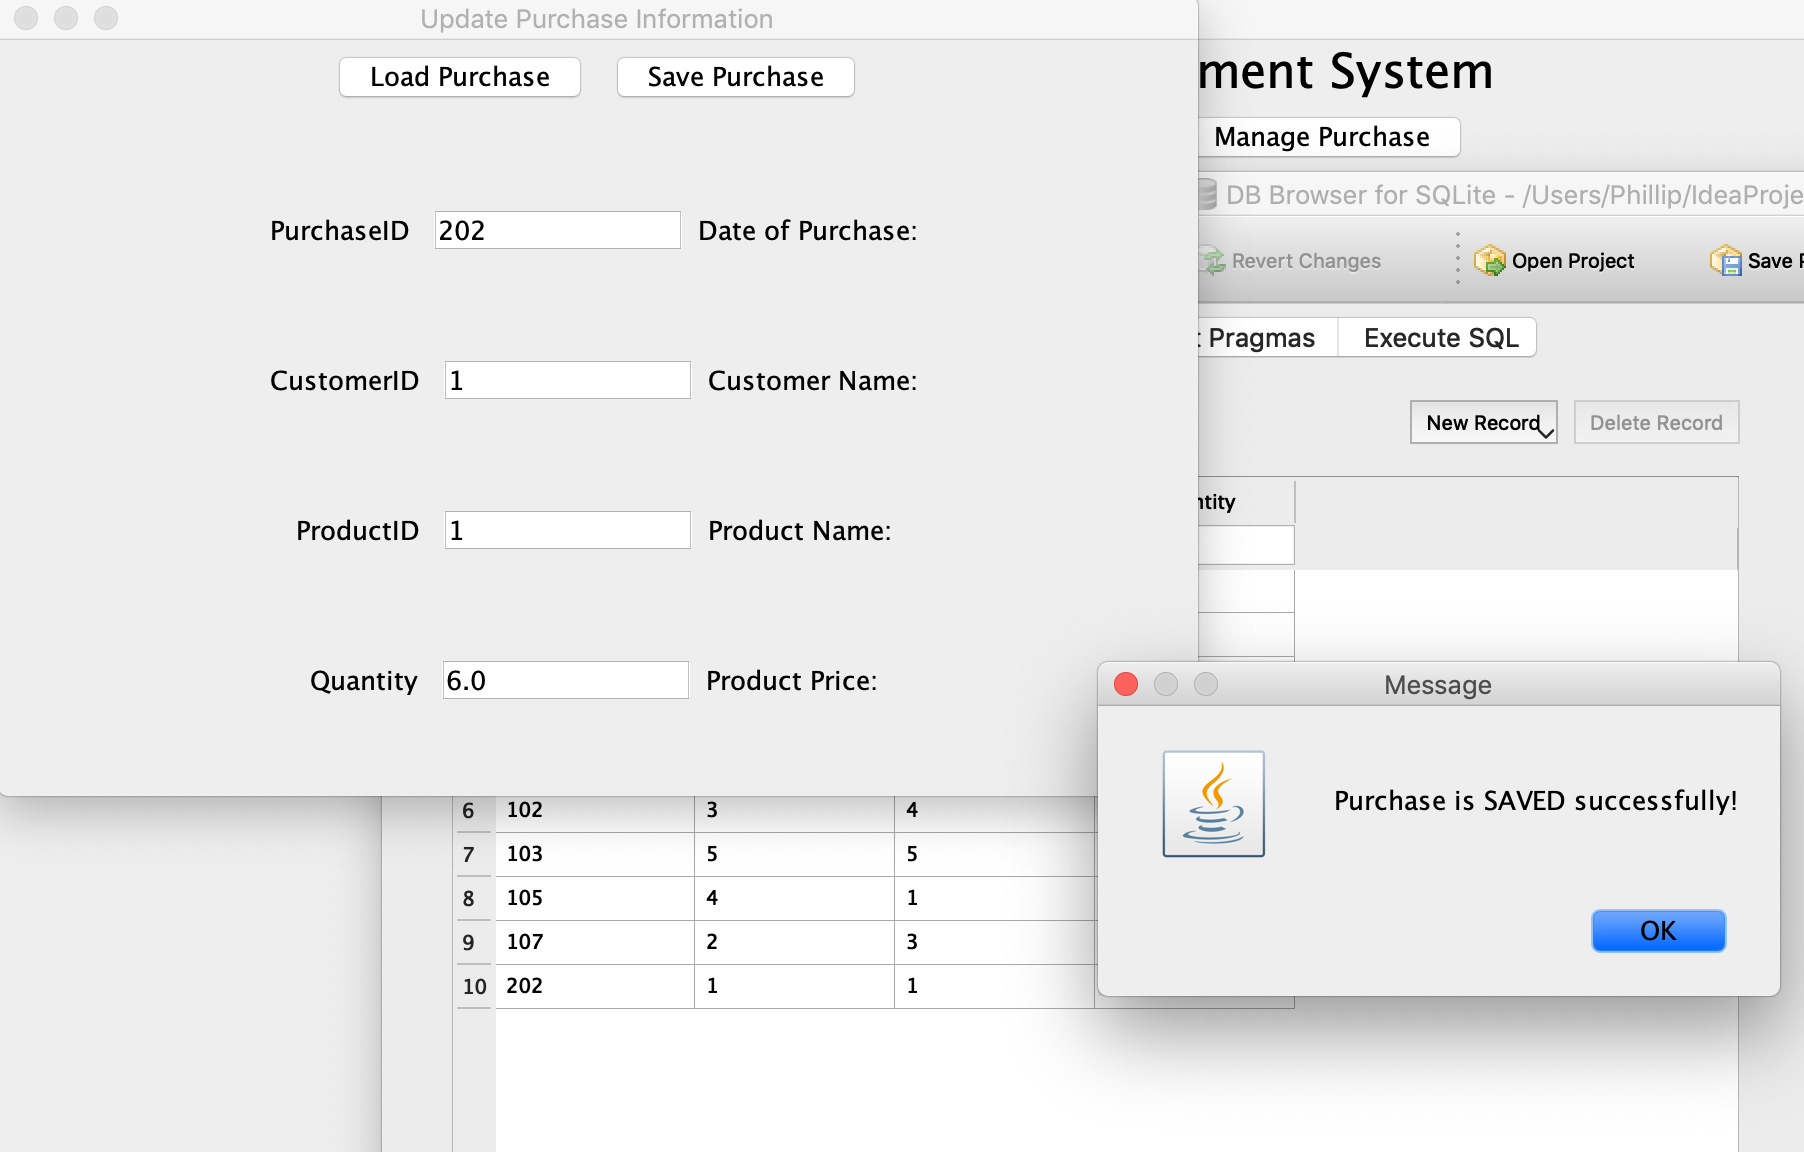 Update Purchase Information
Load Purchase Save Purchase
ment System
Manage Purchase
DB Browser for SQLite - /Users/Phillip/IdeaProje
PurchaseID 202 Date of Purchase:
Revert Changes Open Project Save
Pragmas Execute SQL
CustomerID 1 Customer Name:
New Record Delete Record
ntity
ProductID 1 Product Name:
Quantity 6.0 Product Price:
Message
Purchase is SAVED successfully!
OK
6 102 3 4
7 103 5 5
8 105 4 1
9 107 2 3
10 202 1 1